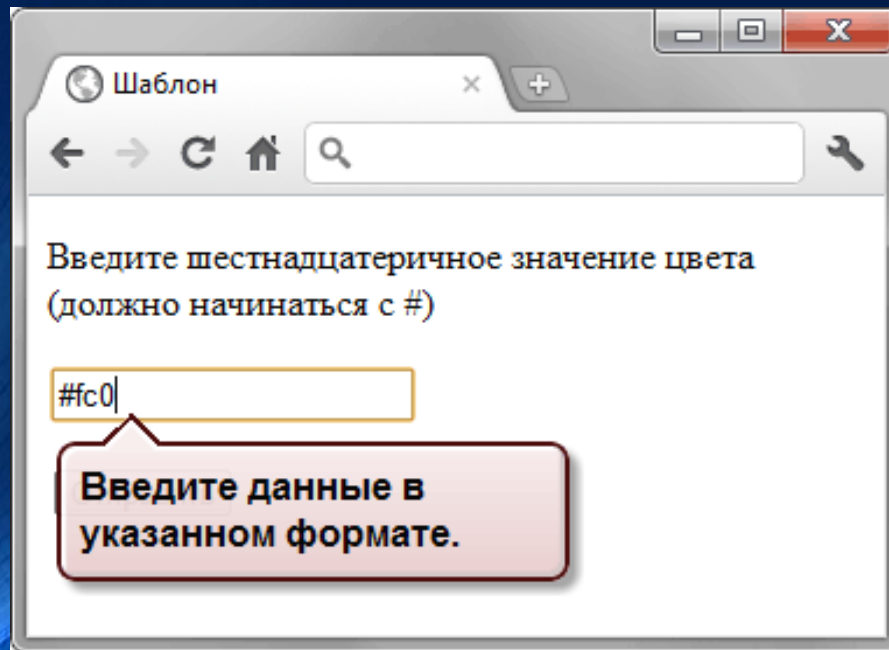 Шаблон
Введите шестнадцатеричное значение цвета
(должно начинаться с #)
#fc0
Введите данные в
указанном формате.